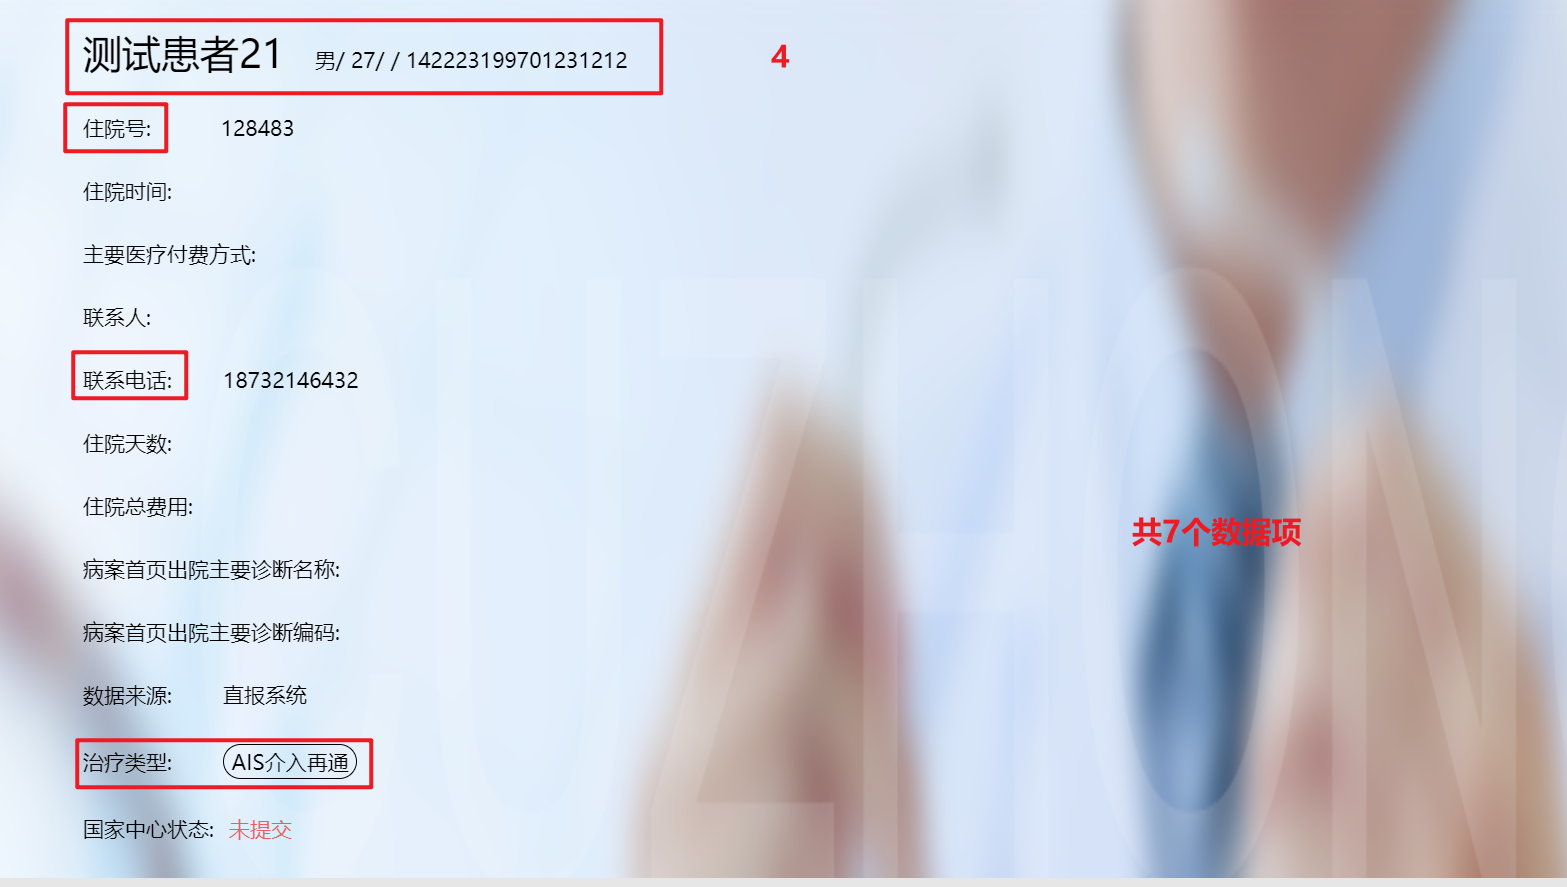 测试患者21 男/ 27/ / 142223199701231212 4
住院号: 128483
住院时间:
主要医疗付费方式:
联系人:
联系电话: 18732146432
住院天数:
住院总费用:
共7个数据项
病案首页出院主要诊断名称:
病案首页出院主要诊断编码:
数据来源: 直报系统
治疗类型: AIS介入再通
国家中心状态: 未提交